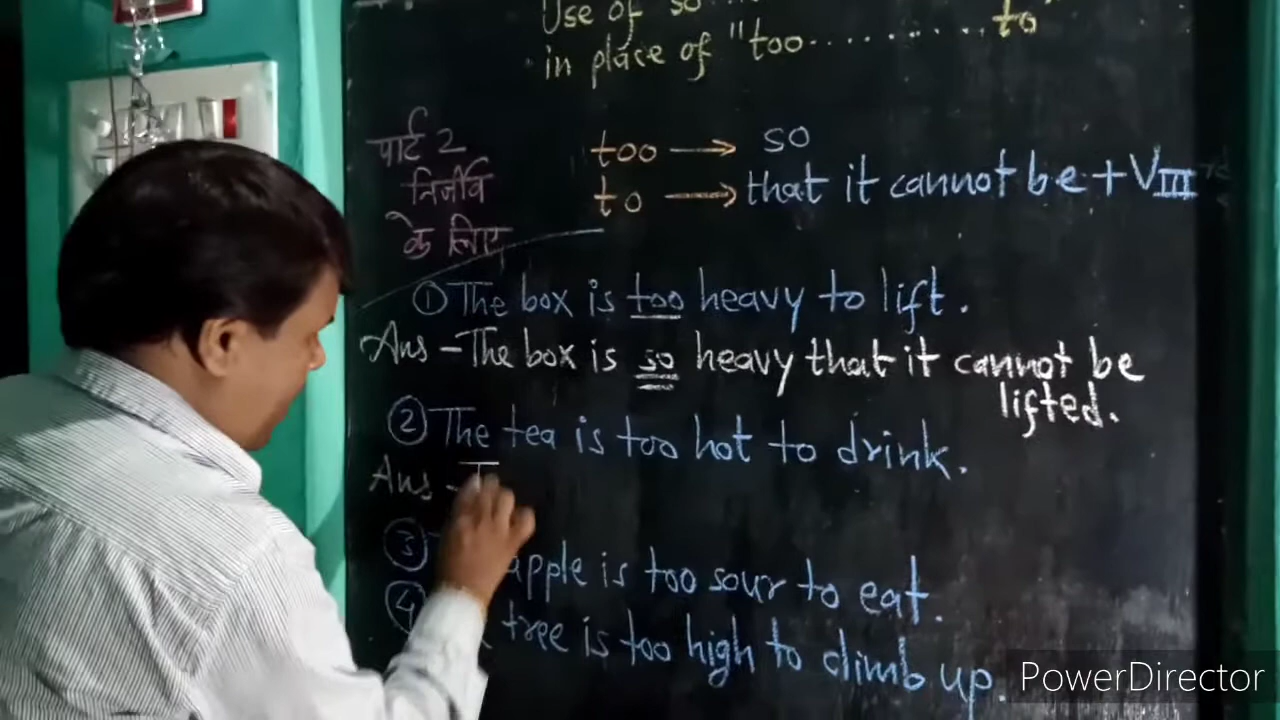 Use of so
in place of "too..........to"
पार्ट 2
निर्जीव
के लिए
too → so
to → that it cannot be + VIII
① The box is too heavy to lift.
Ans - The box is so heavy that it cannot be
lifted.
② The tea is too hot to drink.
Ans - T
③ apple is too sour to eat.
④ tree is too high to climb up.
PowerDirector